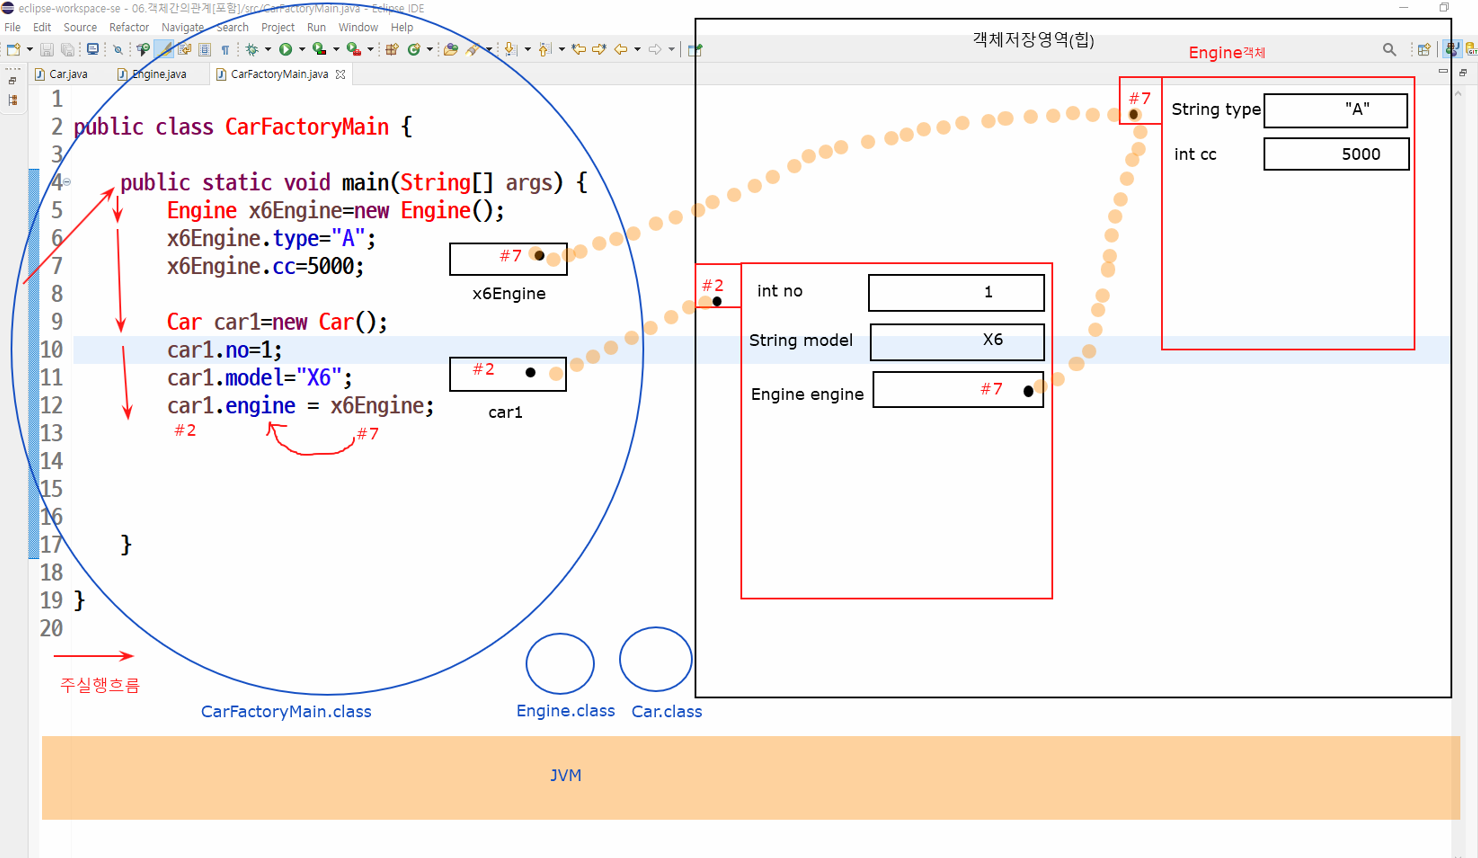 eclipse-workspace-se - 06.객체간의관계[포함]/src/CarFactoryMain.java - Eclipse IDE
File Edit Source Refactor Navigate Search Project Run Window Help
Car.java Engine.java CarFactoryMain.java
1
2 public class CarFactoryMain {
3
4 public static void main(String[] args) {
5 Engine x6Engine=new Engine();
6 x6Engine.type="A";
7 x6Engine.cc=5000;
8
9 Car car1=new Car();
10 car1.no=1;
11 car1.model="X6";
12 car1.engine = x6Engine;
13
14
15
16
17 }
18
19 }
20
#2 #7
#7
x6Engine
#2
car1
주실행흐름
CarFactoryMain.class
Engine.class
Car.class
객체저장영역(힙)
Engine객체
#7
String type "A"
int cc 5000
#2
int no 1
String model X6
Engine engine #7
JVM